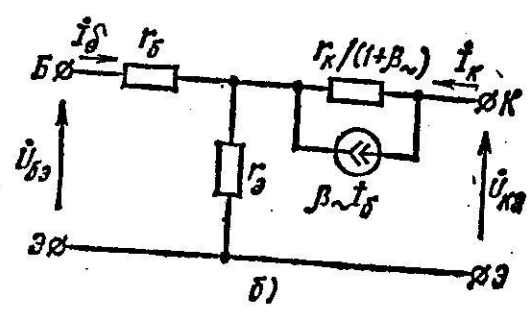 İб rб rк/(1+β~) İк
Б К
U̇бэ rэ β~İб U̇кэ
Э Э
б)